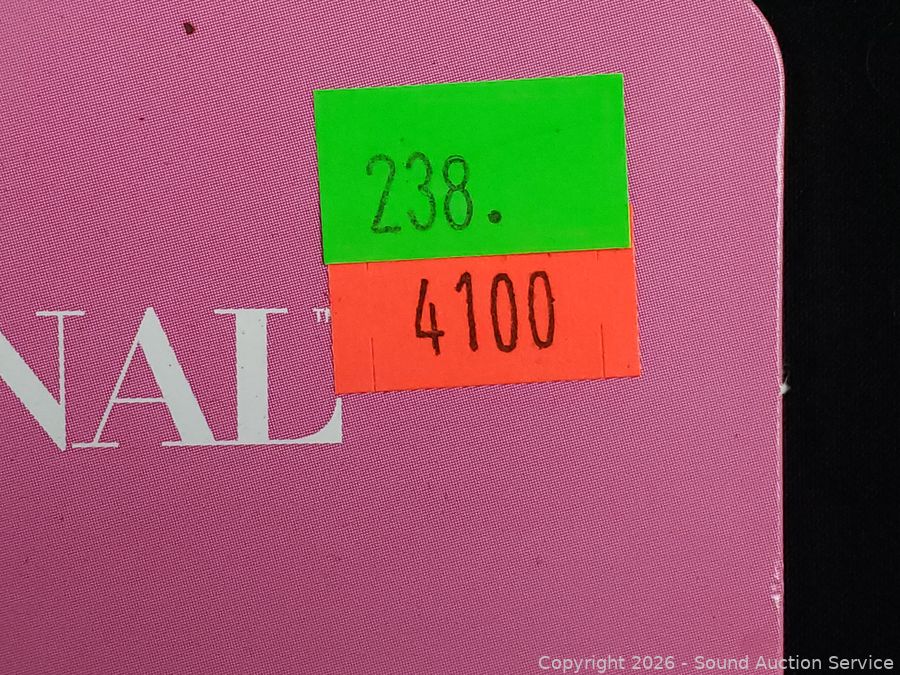 238.
4100
NAL™
Copyright 2026 - Sound Auction Service